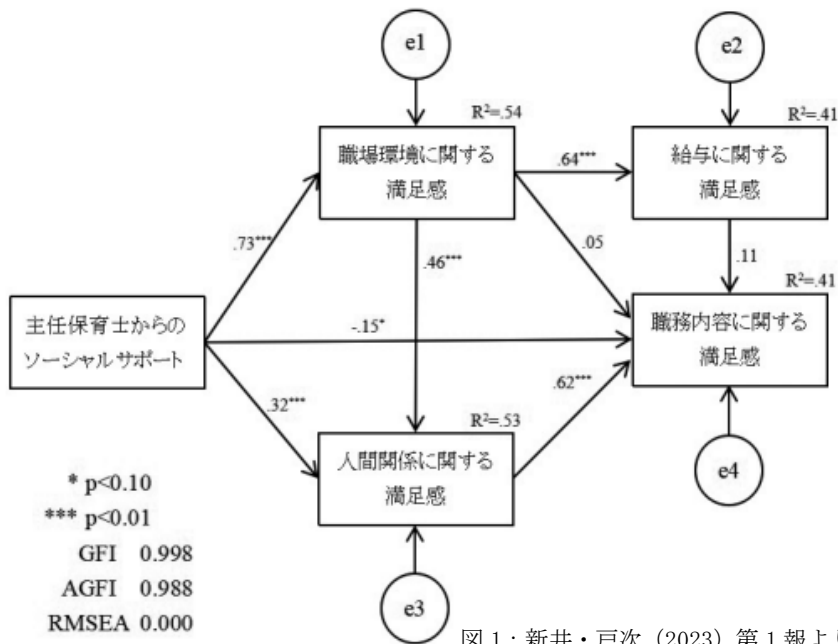 e1
e2
R²=.54
R²=.41
職場環境に関する
満足感
.64***
給与に関する
満足感
.73***
.46***
.05
.11
R²=.41
主任保育士からの
ソーシャルサポート
-.15*
職務内容に関する
満足感
.32***
.62***
R²=.53
人間関係に関する
満足感
e4
* p<0.10
*** p<0.01
GFI 0.998
AGFI 0.988
RMSEA 0.000
e3
図1：新井・戸次（2023）第1報よ